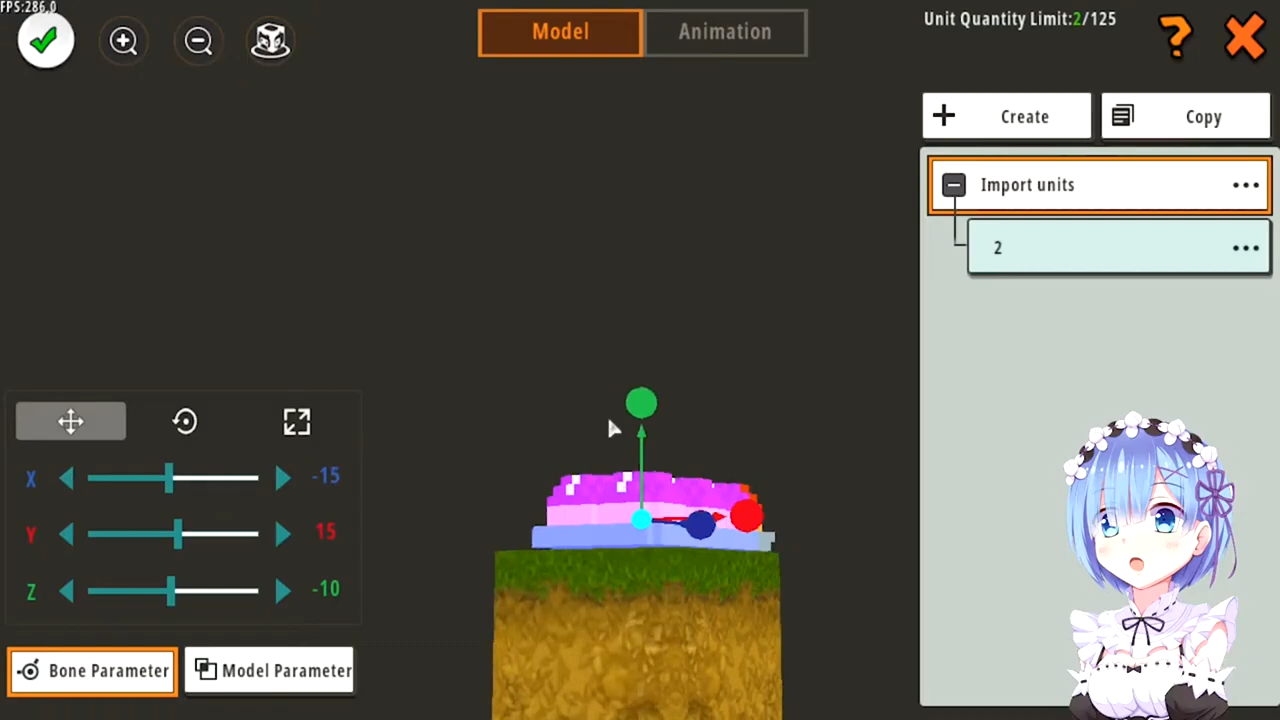 FPS:286.0
Model
Animation
Unit Quantity Limit:2/125
Create
Copy
Import units
2
X
-15
Y
15
Z
-10
Bone Parameter
Model Parameter